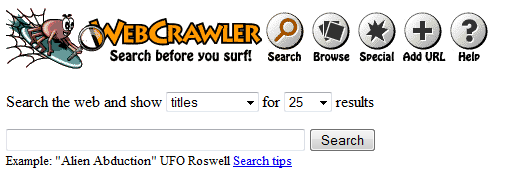 WEBCRAWLER
Search before you surf!
Search Browse Special Add URL Help
Search the web and show titles for 25 results
Search
Example: "Alien Abduction" UFO Roswell Search tips